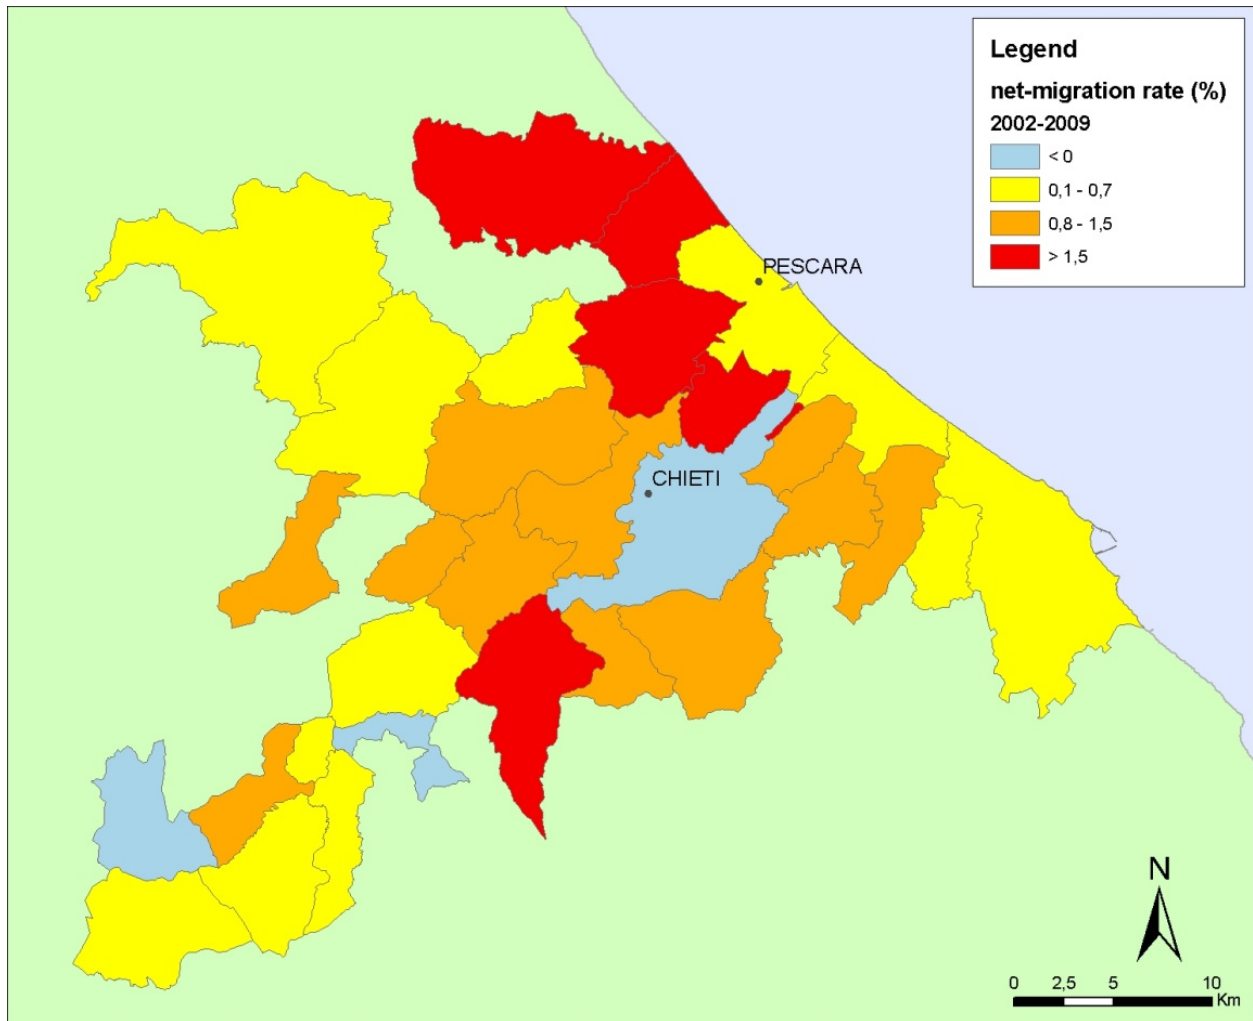 Legend
net-migration rate (%)
2002-2009
< 0
0,1 - 0,7
0,8 - 1,5
> 1,5
PESCARA
CHIETI
N
0 2,5 5 10
Km